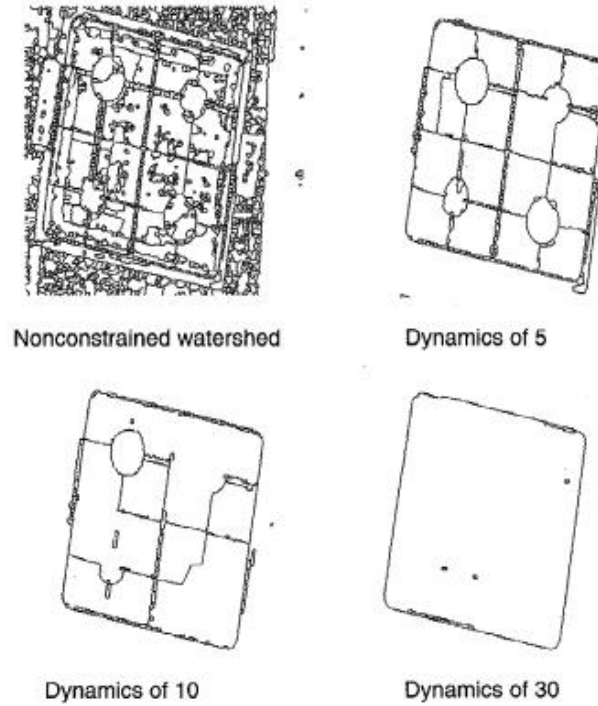 Nonconstrained watershed
Dynamics of 5
Dynamics of 10
Dynamics of 30